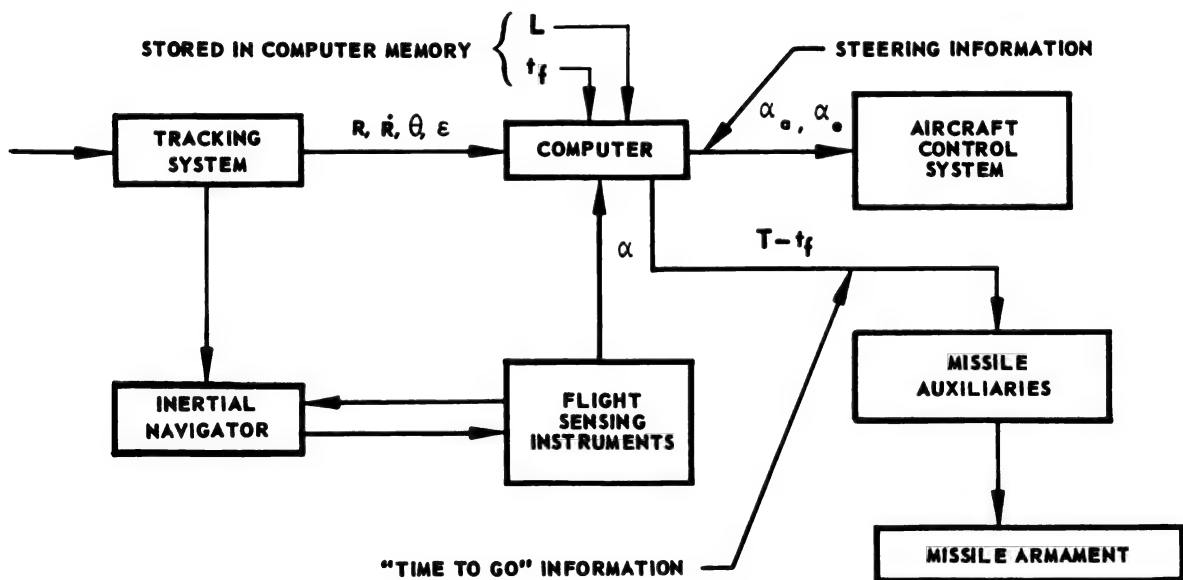 STORED IN COMPUTER MEMORY
L
t_f
STEERING INFORMATION
TRACKING
SYSTEM
R, Ṙ, θ, ε
COMPUTER
α_a, α_e
AIRCRAFT
CONTROL
SYSTEM
α
T-t_f
MISSILE
AUXILIARIES
INERTIAL
NAVIGATOR
FLIGHT
SENSING
INSTRUMENTS
"TIME TO GO" INFORMATION
MISSILE ARMAMENT